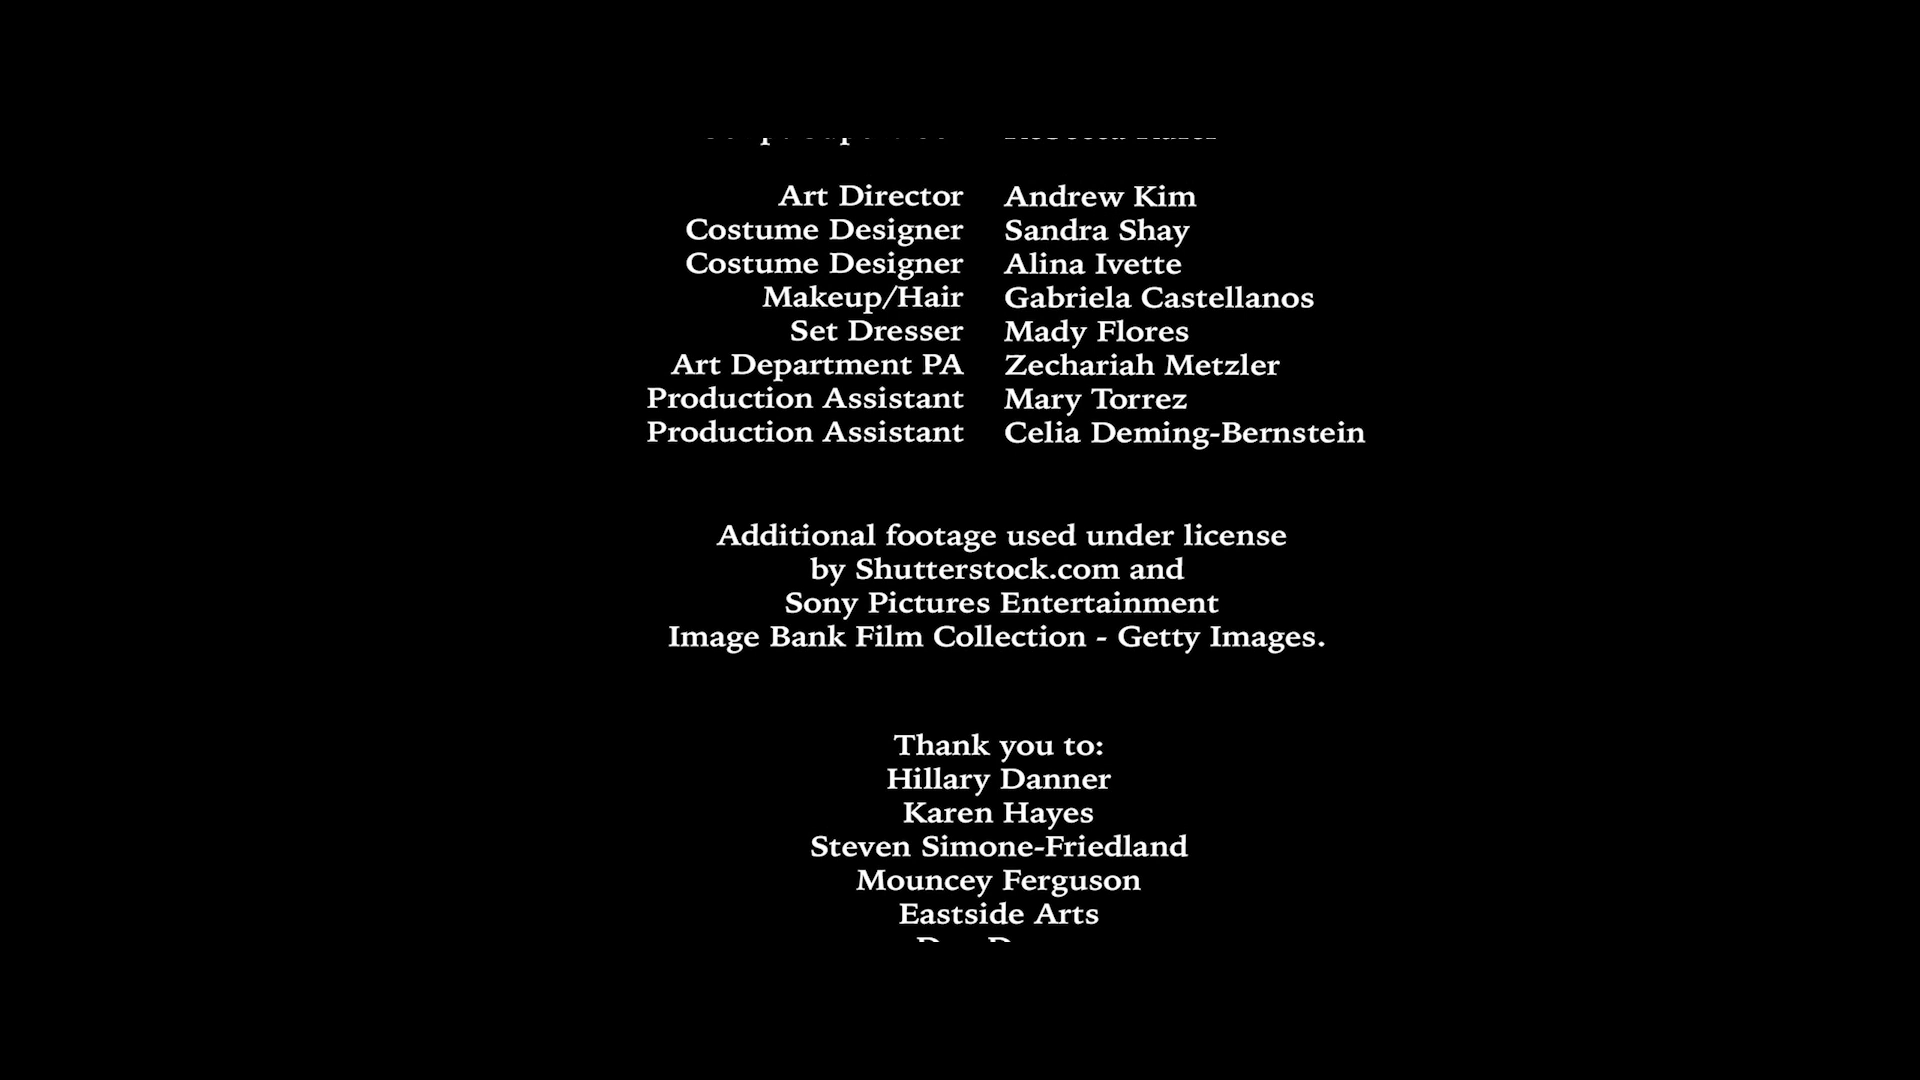 Art Director Andrew Kim
Costume Designer Sandra Shay
Costume Designer Alina Ivette
Makeup/Hair Gabriela Castellanos
Set Dresser Mady Flores
Art Department PA Zechariah Metzler
Production Assistant Mary Torrez
Production Assistant Celia Deming-Bernstein
Additional footage used under license
by Shutterstock.com and
Sony Pictures Entertainment
Image Bank Film Collection - Getty Images.
Thank you to:
Hillary Danner
Karen Hayes
Steven Simone-Friedland
Mouncey Ferguson
Eastside Arts